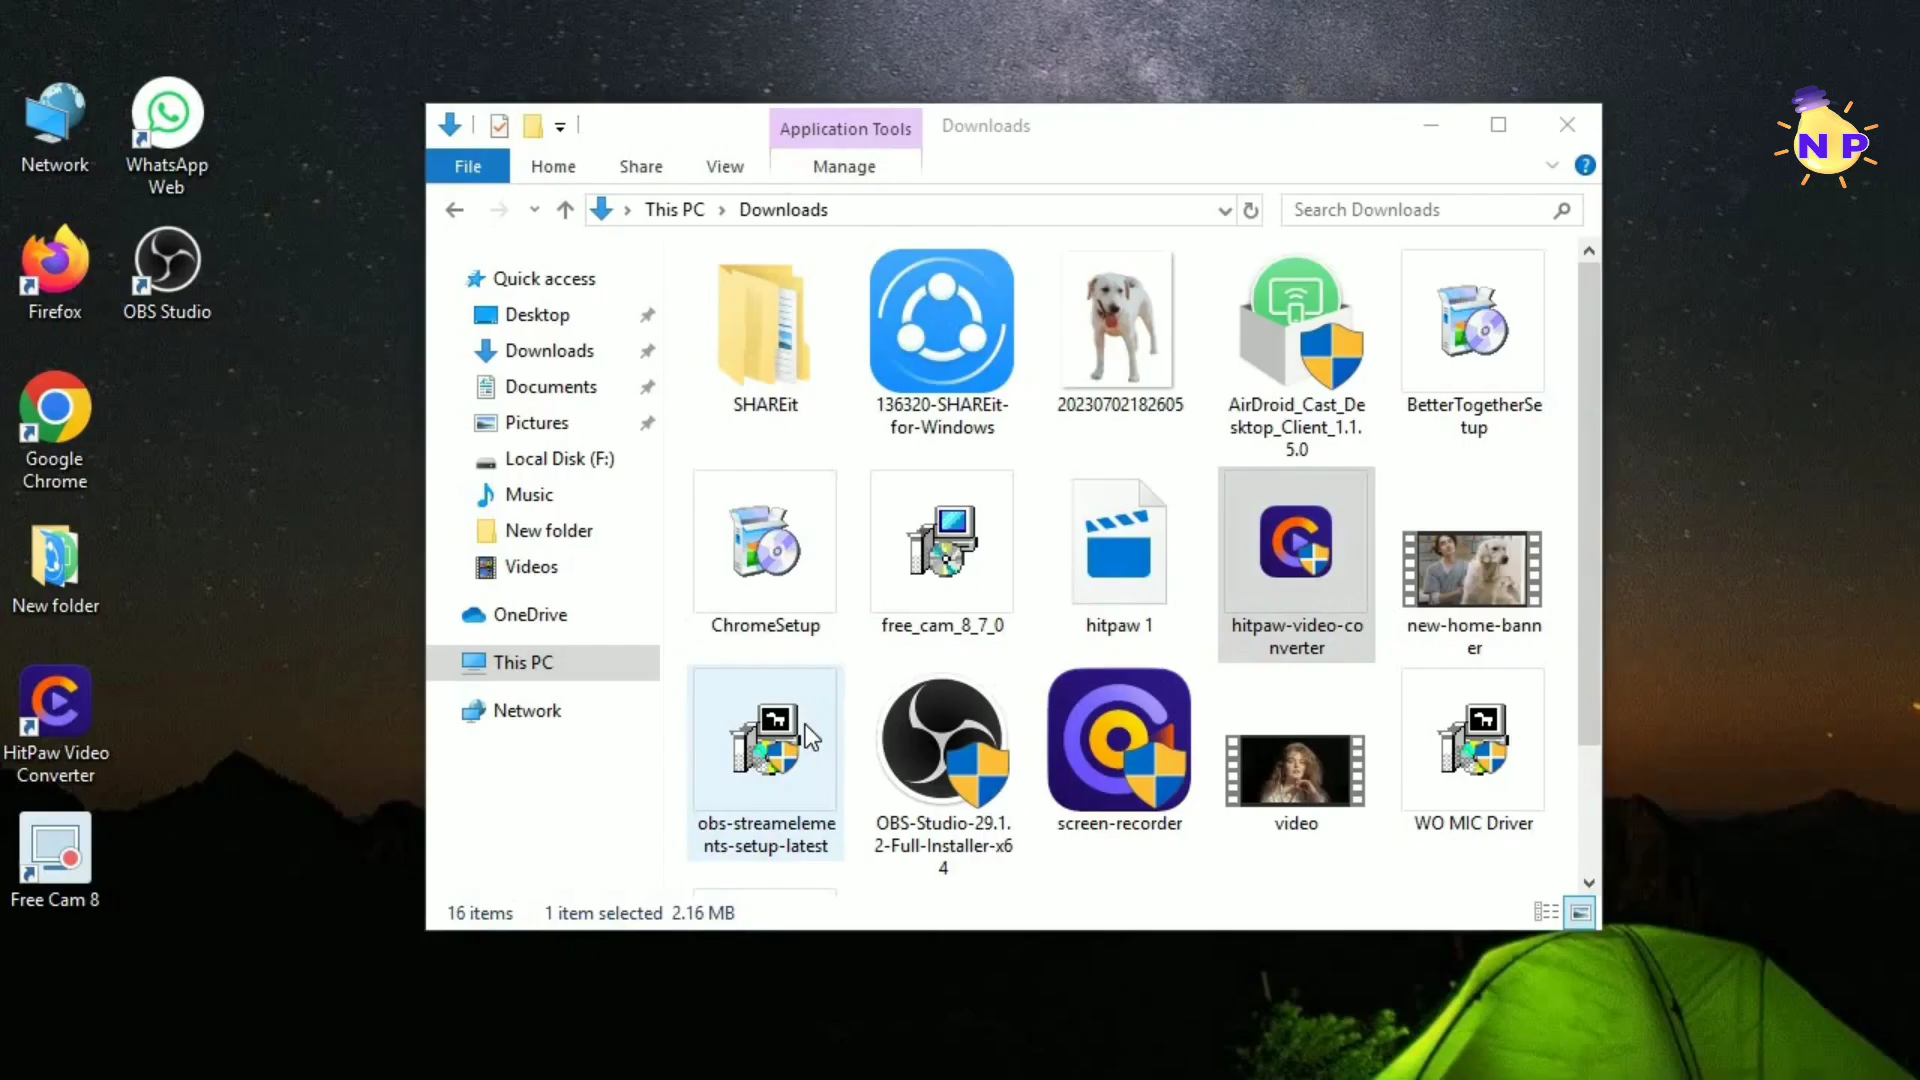 Network
WhatsApp
Web
Firefox
OBS Studio
Google
Chrome
New folder
HitPaw Video
Converter
Free Cam 8
Application Tools
Downloads
File
Home
Share
View
Manage
?
This PC
Downloads
Search Downloads
Quick access
Desktop
Downloads
Documents
Pictures
Local Disk (F:)
Music
New folder
Videos
OneDrive
This PC
Network
SHAREit
136320-SHAREit-
for-Windows
20230702182605
AirDroid_Cast_De
sktop_Client_1.1.
5.0
BetterTogetherSe
tup
ChromeSetup
free_cam_8_7_0
hitpaw 1
hitpaw-video-co
nverter
new-home-bann
er
obs-streameleme
nts-setup-latest
OBS-Studio-29.1.
2-Full-Installer-x6
4
screen-recorder
video
WO MIC Driver
16 items
1 item selected 2.16 MB
N P